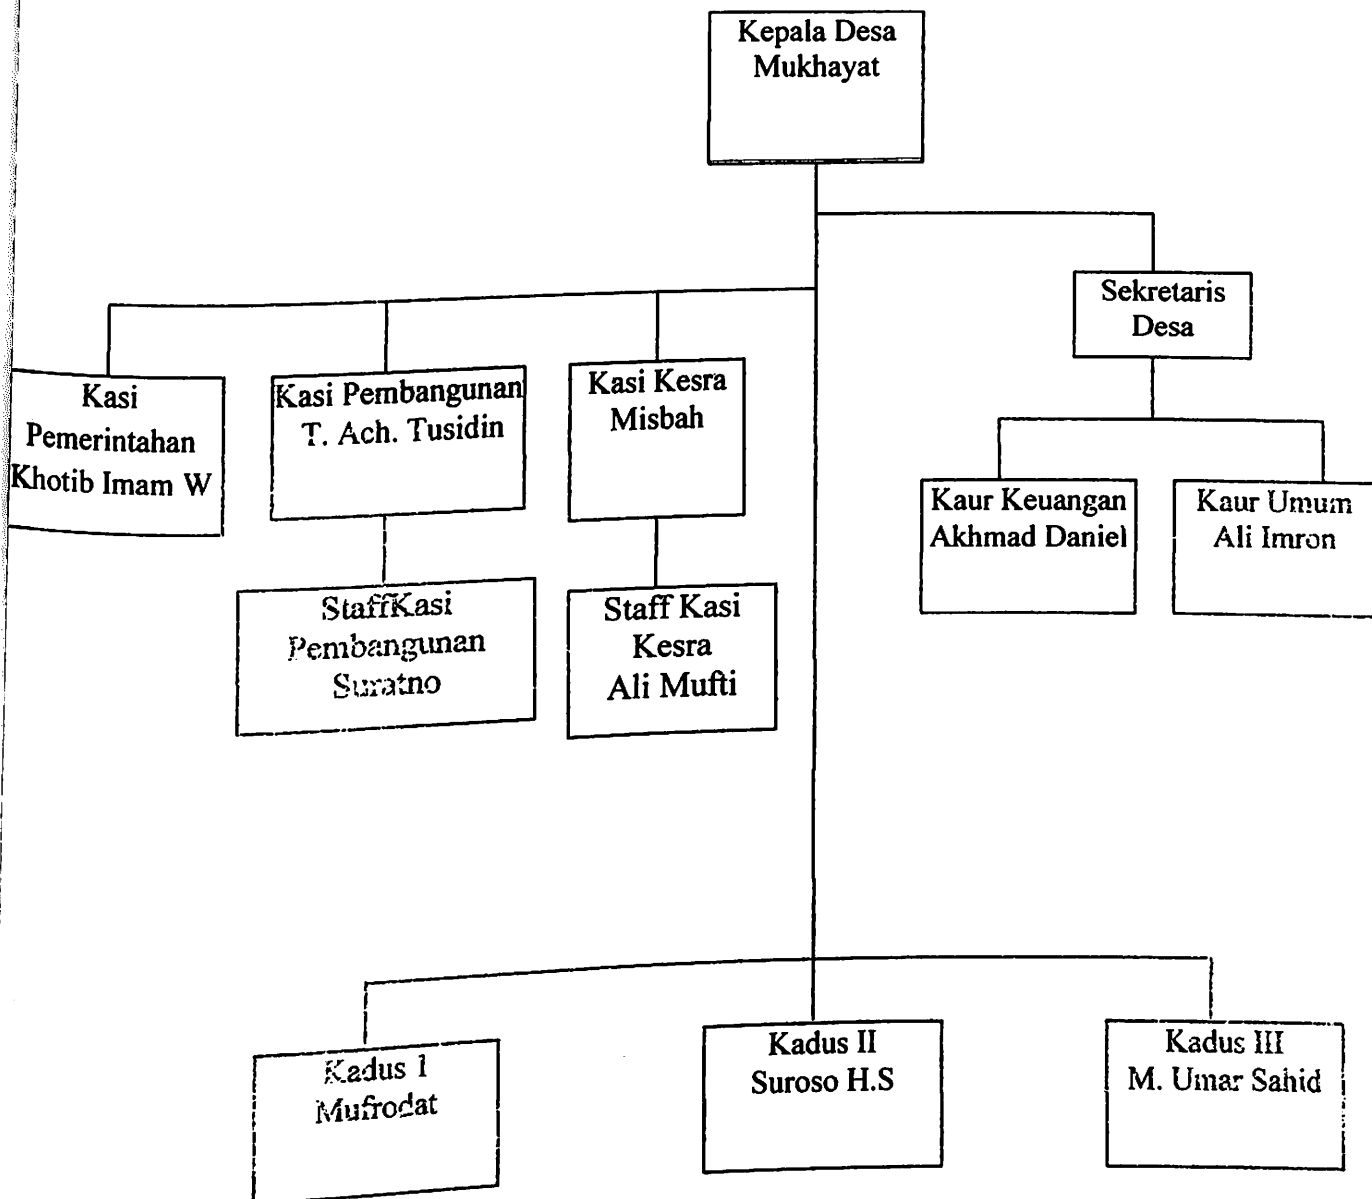 Kepala Desa
Mukhayat
Sekretaris
Desa
Kasi
Pemerintahan
Khotib Imam W
Kasi Pembangunan
T. Ach. Tusidin
Kasi Kesra
Misbah
Kaur Keuangan
Akhmad Daniel
Kaur Umum
Ali Imron
StaffKasi
Pembangunan
Suratno
Staff Kasi
Kesra
Ali Mufti
Kadus 1
Mufrodat
Kadus II
Suroso H.S
Kadus III
M. Umar Sahid